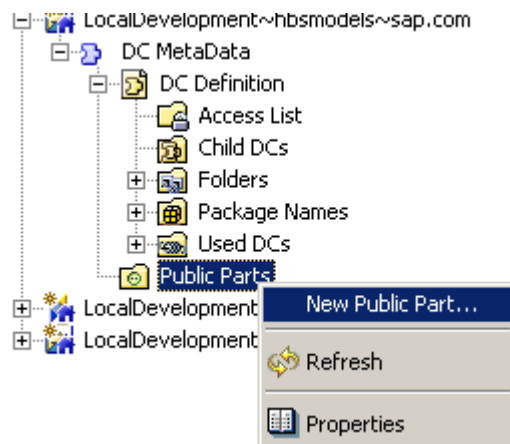 LocalDevelopment~hbsmodels~sap.com
DC MetaData
DC Definition
Access List
Child DCs
Folders
Package Names
Used DCs
Public Parts
New Public Part...
LocalDevelopment
LocalDevelopment
Refresh
Properties